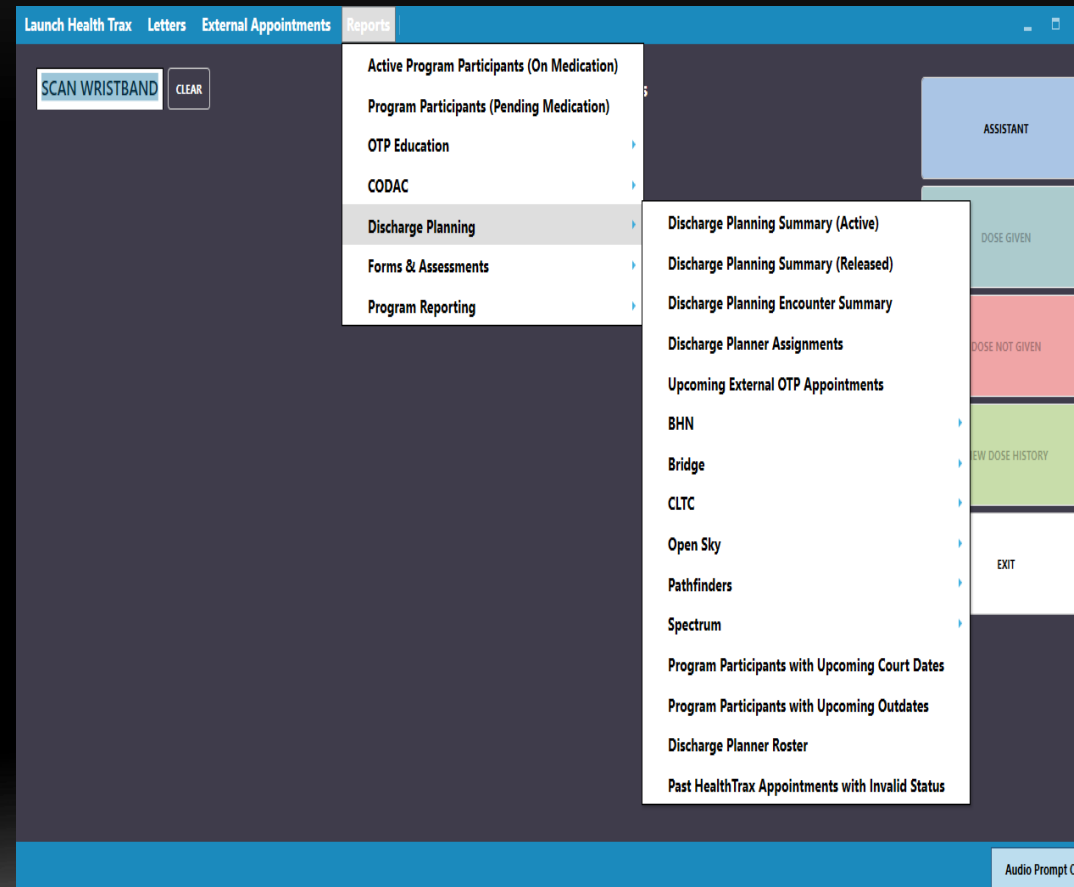 Launch Health Trax Letters External Appointments Reports
SCAN WRISTBAND CLEAR
Active Program Participants (On Medication)
Program Participants (Pending Medication)
OTP Education
CODAC
Discharge Planning
Forms & Assessments
Program Reporting
Discharge Planning Summary (Active)
Discharge Planning Summary (Released)
Discharge Planning Encounter Summary
Discharge Planner Assignments
Upcoming External OTP Appointments
BHN
Bridge
CLTC
Open Sky
Pathfinders
Spectrum
Program Participants with Upcoming Court Dates
Program Participants with Upcoming Outdates
Discharge Planner Roster
Past HealthTrax Appointments with Invalid Status
ASSISTANT
DOSE GIVEN
DOSE NOT GIVEN
DOSE HISTORY
EXIT
Audio Prompt